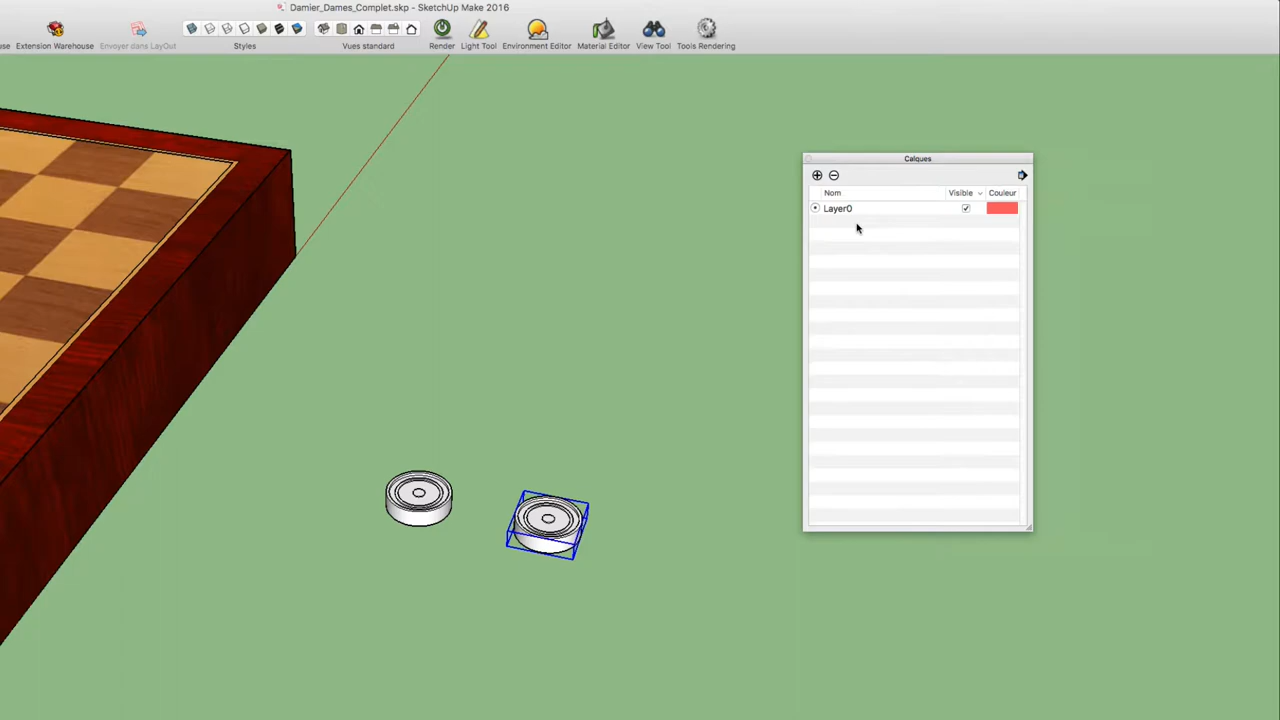 Damier_Dames_Complet.skp - SketchUp Make 2016
Extension Warehouse
Envoyer dans LayOut
Styles
Vues standard
Render
Light Tool
Environment Editor
Material Editor
View Tool
Tools Rendering
Calques
Nom Visible Couleur
Layer0